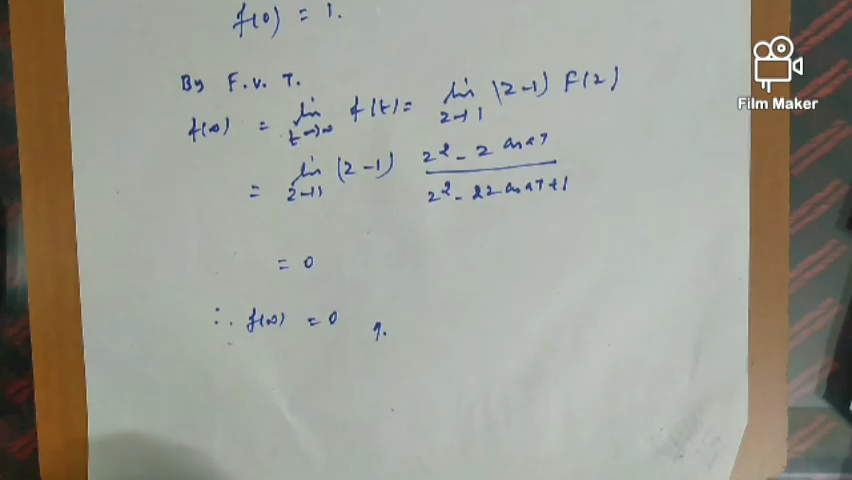 f(0) = 1.
By F.V.T.
f(∞) = lim t→∞ f(t) = lim z→1 (z-1) F(z)
= lim z→1 (z-1) z² - z cos aT / z² - 2z cos aT + 1
= 0
∴ f(∞) = 0 //.
Film Maker